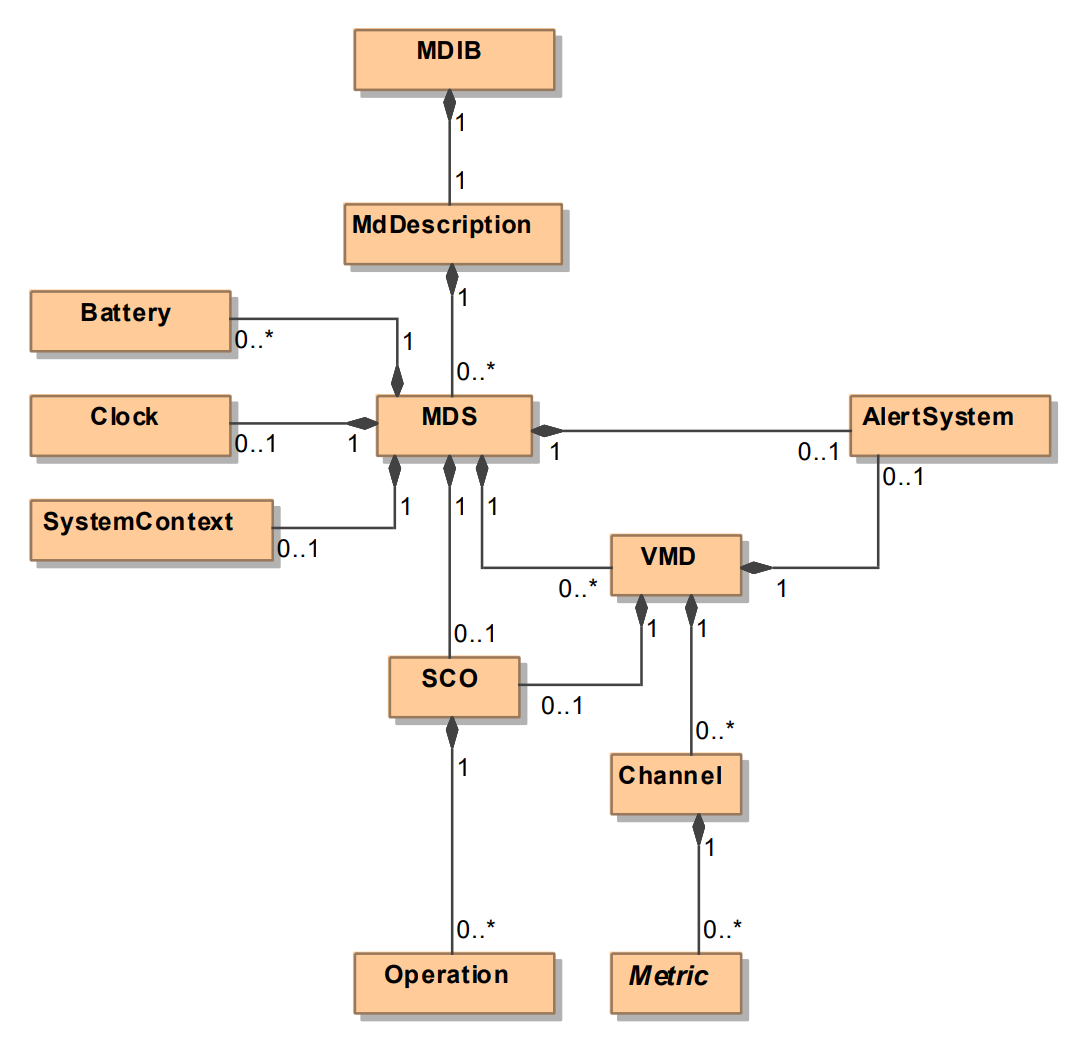 MDIB
1
1
MdDescription
1
Battery
0..*
1
0..*
Clock
0..1
1
MDS
1
0..1
AlertSystem
0..1
SystemContext
0..1
1
1
1
VMD
0..*
1
1
1
0..1
SCO
0..1
0..*
1
Channel
1
0..*
0..*
Operation
Metric